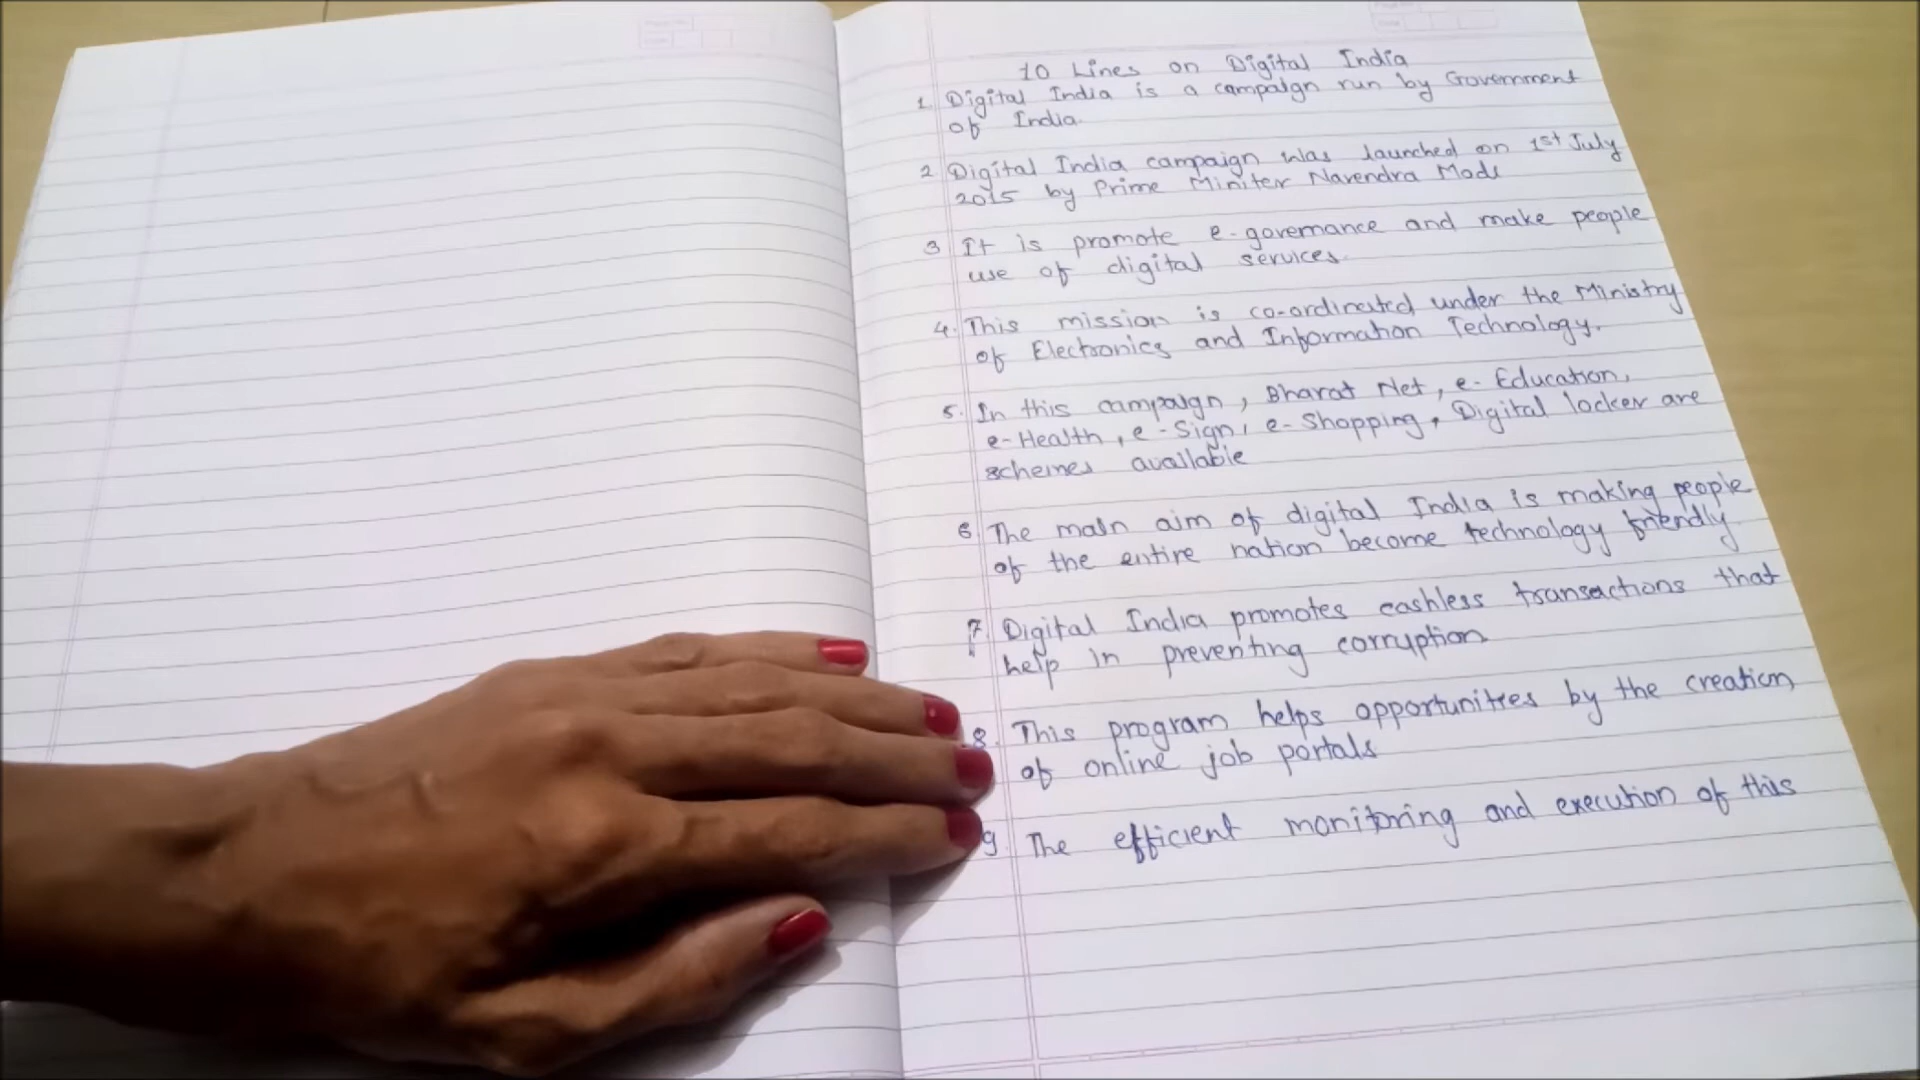 10 Lines on Digital India
1. Digital India is a campaign run by Government
of India.
2 Digital India campaign was launched on 1st July
2015 by Prime Miniter Narendra Modi
3 It is promote e-governance and make people
use of digital services.
4. This mission is co-ordinated under the Ministry
of Electronics and Information Technology.
5. In this campaign, Bharat Net, e-Education,
e-Health, e-Sign, e-Shopping, Digital locker are
schemes available
6 The main aim of digital India is making people
of the entire nation become technology friendly
7 Digital India promotes cashless transactions that
help in preventing corruption
8. This program helps opportunities by the creation
of online job portals
9 The efficient monitoring and execution of this